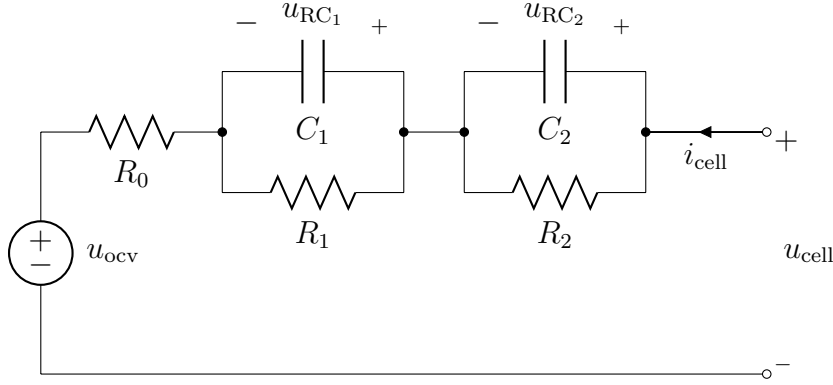 − u_RC₁ +
− u_RC₂ +
C₁
C₂
R₀
i_cell
+
R₁
R₂
+
−
u_ocv
u_cell
-